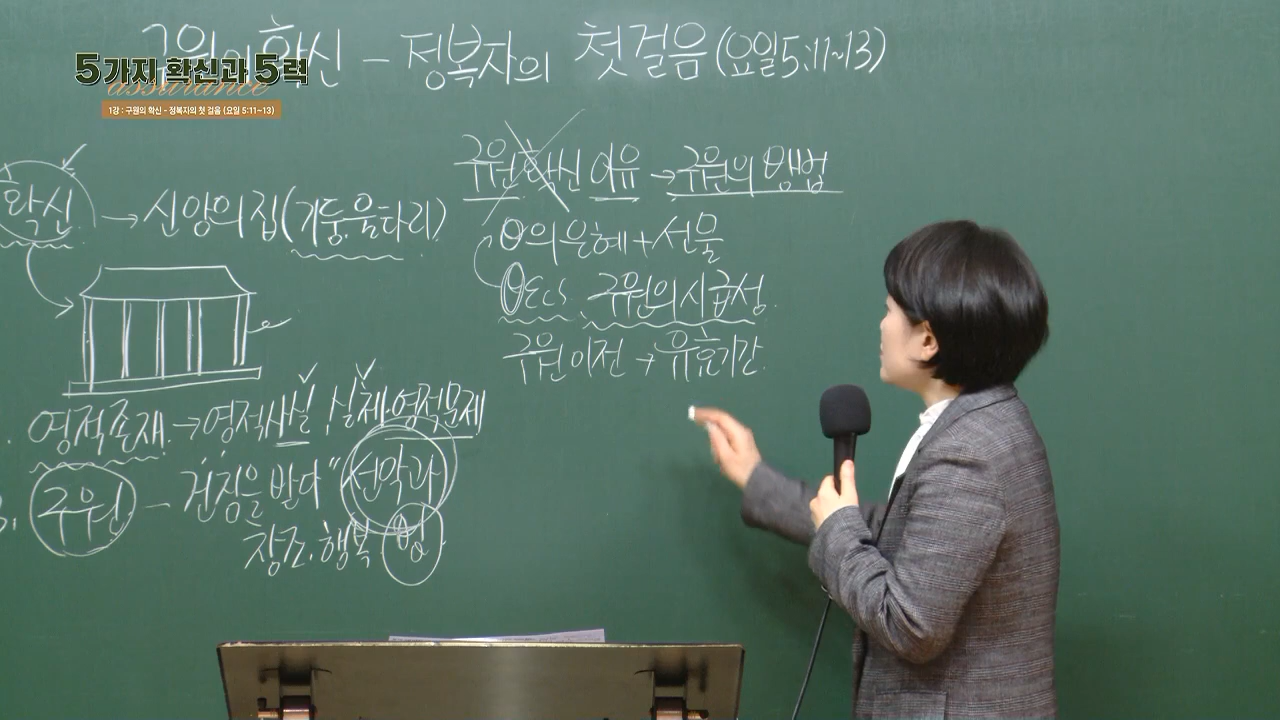 구원의 확신 - 정복자의 첫걸음 (요일5:11~13)
5가지 확신과 5력
assurance
1강 : 구원의 확신 - 정복자의 첫 걸음 (요일 5:11~13)
확신 → 신앙의 집 (기둥.울타리)
영적존재. → 영적사실, 실체, 영적문제
3. 구원 - 건짐을 받다 "선악과
창조. 행복
구원 확신 이유 → 구원의 방법
의 은혜 + 선물
구원의 시급성.
구원 이전 → 유효기간.